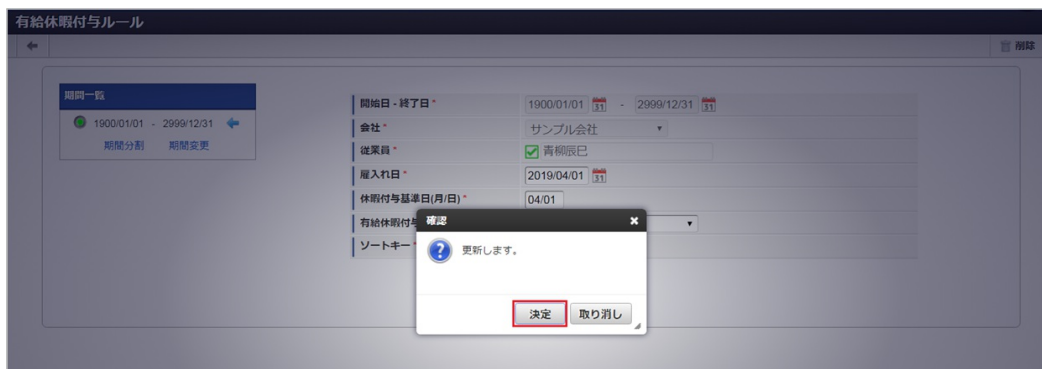 有給休暇付与ルール
削除
期間一覧
1900/01/01 - 2999/12/31
期間分割 期間変更
開始日 - 終了日 * 1900/01/01 31 - 2999/12/31 31
会社 * サンプル会社
従業員 * 青柳辰巳
雇入れ日 * 2019/04/01 31
休暇付与基準日(月/日) * 04/01
有給休暇付与
ソートキー *
確認
更新します。
決定 取り消し